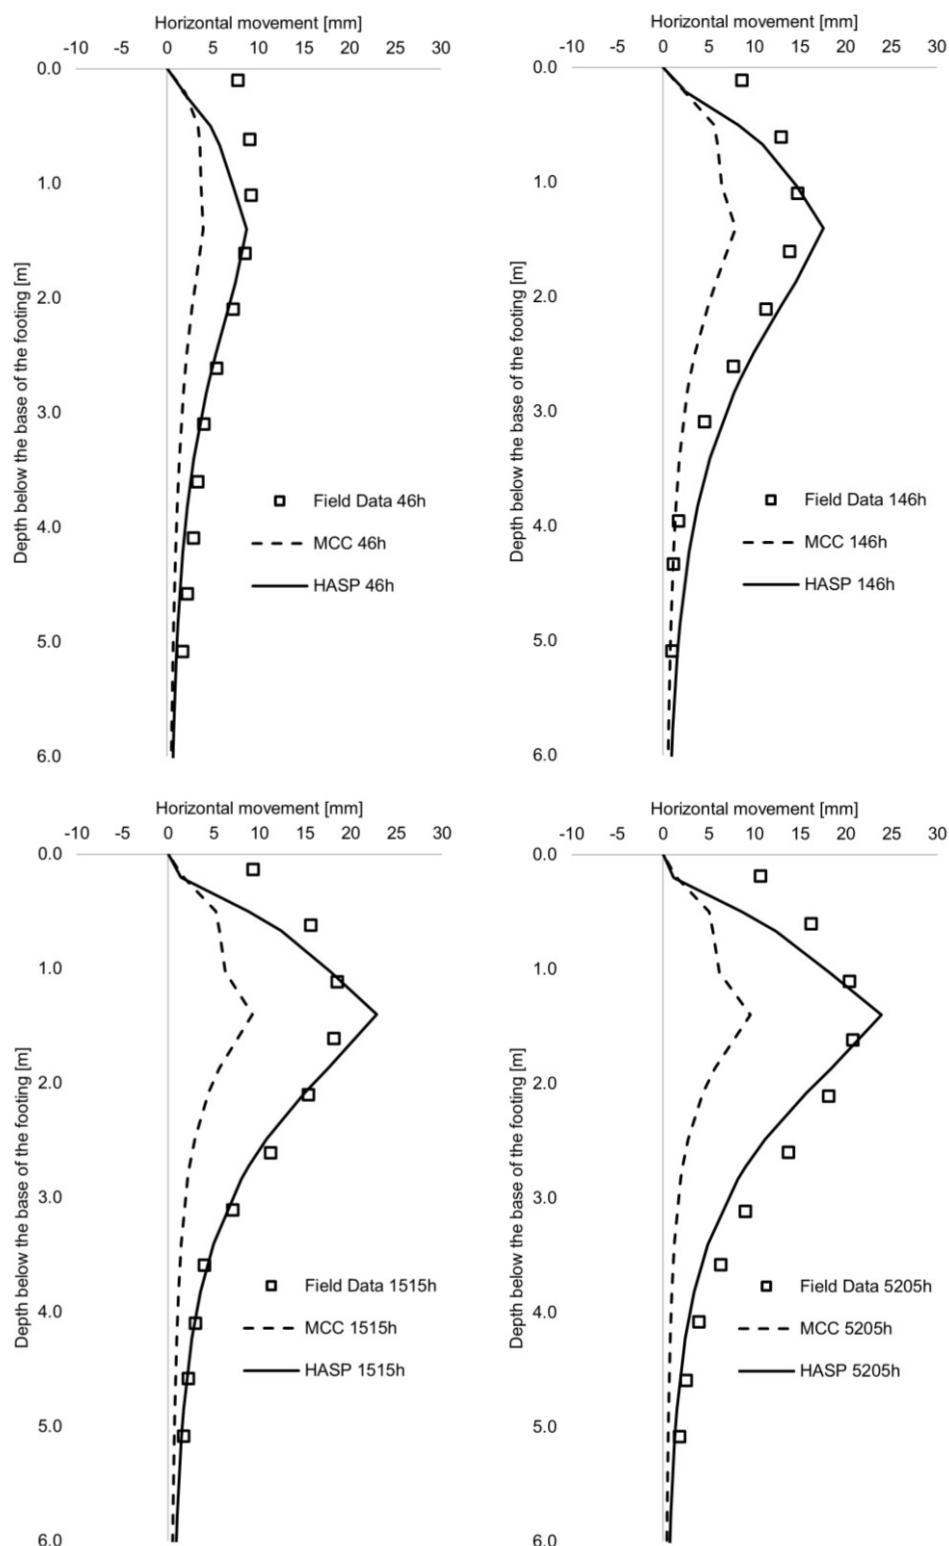 Horizontal movement [mm]
-10 -5 0 5 10 15 20 25 30
0.0
1.0
2.0
3.0
4.0
5.0
6.0
Depth below the base of the footing [m]
Field Data 46h
MCC 46h
HASP 46h
Horizontal movement [mm]
-10 -5 0 5 10 15 20 25 30
0.0
1.0
2.0
3.0
4.0
5.0
6.0
Depth below the base of the footing [m]
Field Data 146h
MCC 146h
HASP 146h
Horizontal movement [mm]
-10 -5 0 5 10 15 20 25 30
0.0
1.0
2.0
3.0
4.0
5.0
6.0
Depth below the base of the footing [m]
Field Data 1515h
MCC 1515h
HASP 1515h
Horizontal movement [mm]
-10 -5 0 5 10 15 20 25 30
0.0
1.0
2.0
3.0
4.0
5.0
6.0
Depth below the base of the footing [m]
Field Data 5205h
MCC 5205h
HASP 5205h